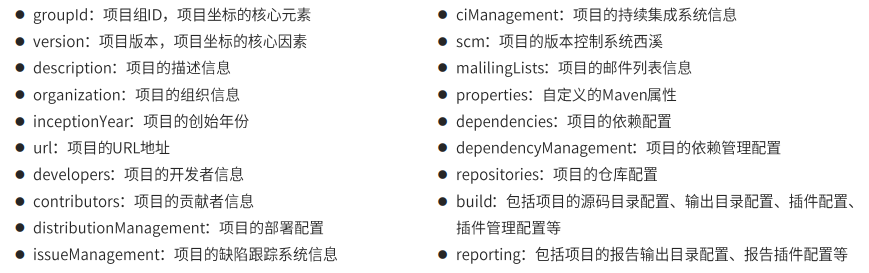 ● groupId：项目组ID，项目坐标的核心元素
● version：项目版本，项目坐标的核心因素
● description：项目的描述信息
● organization：项目的组织信息
● inceptionYear：项目的创始年份
● url：项目的URL地址
● developers：项目的开发者信息
● contributors：项目的贡献者信息
● distributionManagement：项目的部署配置
● issueManagement：项目的缺陷跟踪系统信息
● ciManagement：项目的持续集成系统信息
● scm：项目的版本控制系统西溪
● malilingLists：项目的邮件列表信息
● properties：自定义的Maven属性
● dependencies：项目的依赖配置
● dependencyManagement：项目的依赖管理配置
● repositories：项目的仓库配置
● build：包括项目的源码目录配置、输出目录配置、插件配置、
插件管理配置等
● reporting：包括项目的报告输出目录配置、报告插件配置等